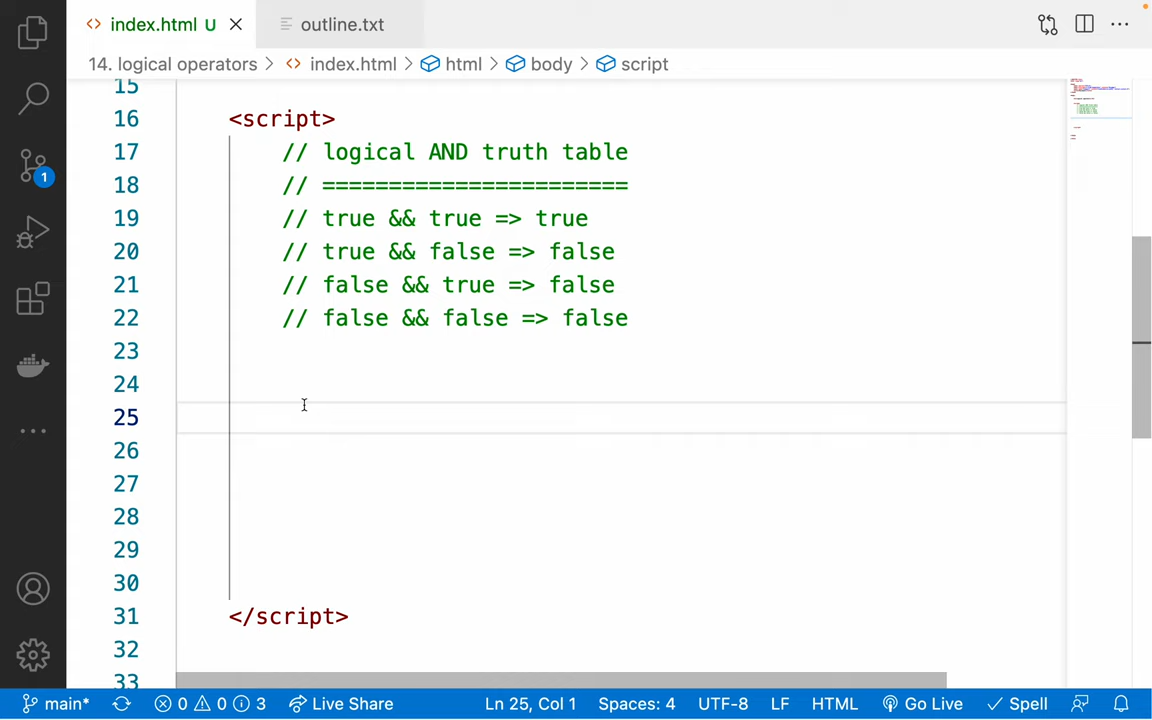 index.html U
outline.txt
14. logical operators > index.html > html > body > script
15
16 <script>
17 // logical AND truth table
18 // =======================
19 // true && true => true
20 // true && false => false
21 // false && true => false
22 // false && false => false
23
24
25
26
27
28
29
30
31 </script>
32
33
1
main* 0 0 3 Live Share Ln 25, Col 1 Spaces: 4 UTF-8 LF HTML Go Live Spell